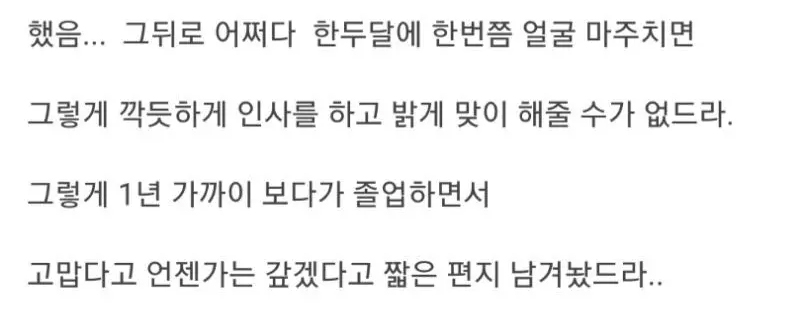 했음... 그뒤로 어쩌다 한두달에 한번쯤 얼굴 마주치면
그렇게 깍듯하게 인사를 하고 밝게 맞이 해줄 수가 없드라.
그렇게 1년 가까이 보다가 졸업하면서
고맙다고 언젠가는 갚겠다고 짧은 편지 남겨놨드라..